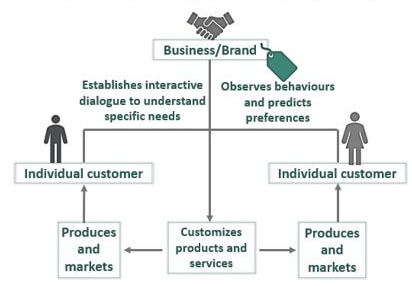 Business/Brand
Establishes interactive
dialogue to understand
specific needs
Observes behaviours
and predicts
preferences
Individual customer
Individual customer
Produces
and
markets
Customizes
products and
services
Produces
and
markets